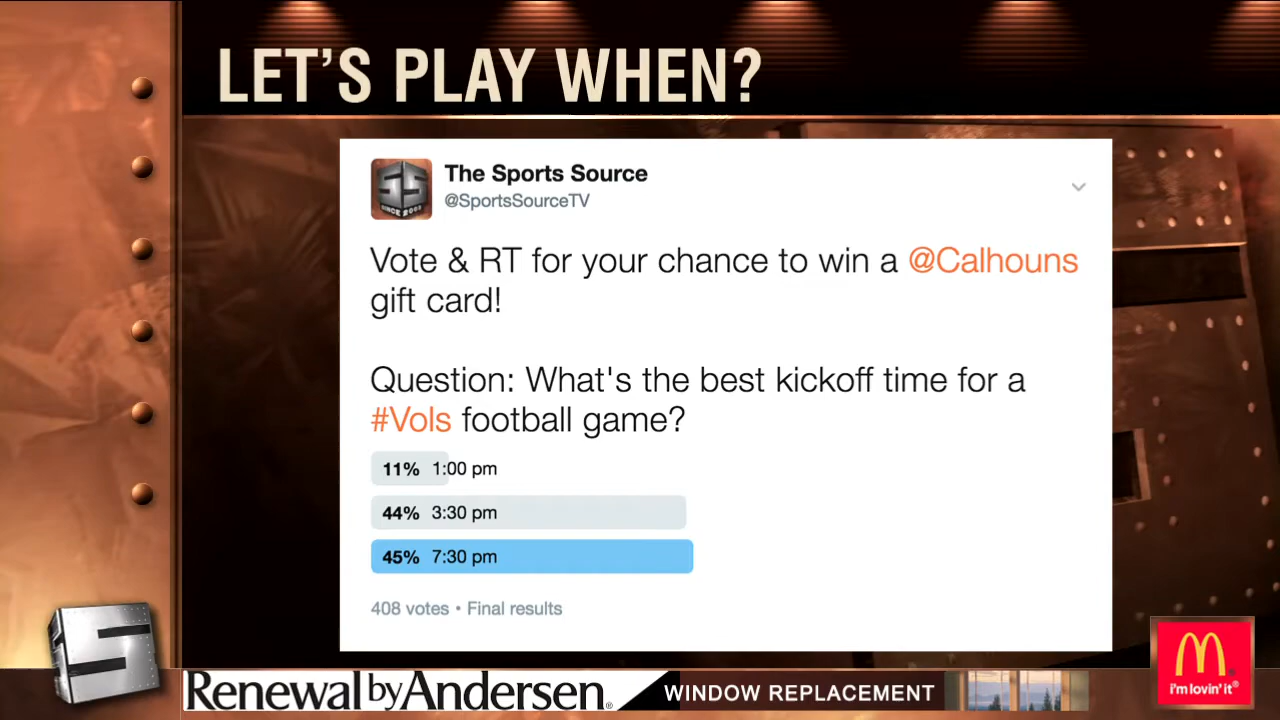 LET'S PLAY WHEN?
The Sports Source
@SportsSourceTV
SINCE 2003
Vote & RT for your chance to win a @Calhouns
gift card!
Question: What's the best kickoff time for a
#Vols football game?
11% 1:00 pm
44% 3:30 pm
45% 7:30 pm
408 votes • Final results
S
Renewal by Andersen® WINDOW REPLACEMENT
M
i'm lovin' it®